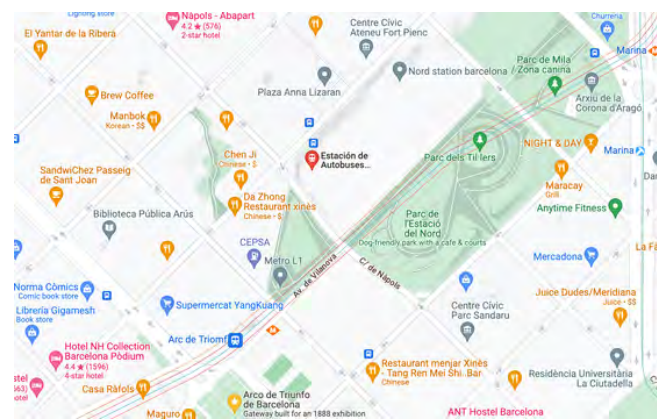 Lighting store
Nàpols - Abapart
4.2 ★ (576)
2-star hotel
Centre Cívic
Ateneu Fort Pienc
Churrería
Marina
El Yantar de la Ribera
Parc de Mila
/ Zona canina
Nord station barcelona
Plaza Anna Lizaran
Arxiu de la
Corona d'Aragó
Brew Coffee
Manbok
Korean • $$
NIGHT & DAY
Marina
Chen Ji
Chinese • $
Estación de
Autobuses...
Parc dels Til·lers
SandwiChez Passeig
de Sant Joan
Maracay
Grill
Da Zhong
Restaurant xinès
Chinese • $
Biblioteca Pública Arús
Parc de
l'Estació
del Nord
Dog-friendly park with a cafe & courts
Anytime Fitness
CEPSA
Metro L1
Av. de Vilanova
C/ de Nàpols
Mercadona
La Fà
Norma Còmics
Comic book store
Supermercat YangKuang
Centre Cívic
Parc Sandaru
Juice Dudes/Meridiana
Juice • $$
Librería Gigamesh
Book store
Arc de Triomf
Hotel NH Collection
Barcelona Pòdium
4.4 ★ (1596)
4-star hotel
Restaurant menjar Xinès
- Tang Ren Mei Shi. Bar
Chinese
Residència Universitària
La Ciutadella
stel
663)
otel
Casa Ràfols
Arco de Triunfo
de Barcelona
Gateway built for an 1888 exhibition
Maguro
ANT Hostel Barcelona